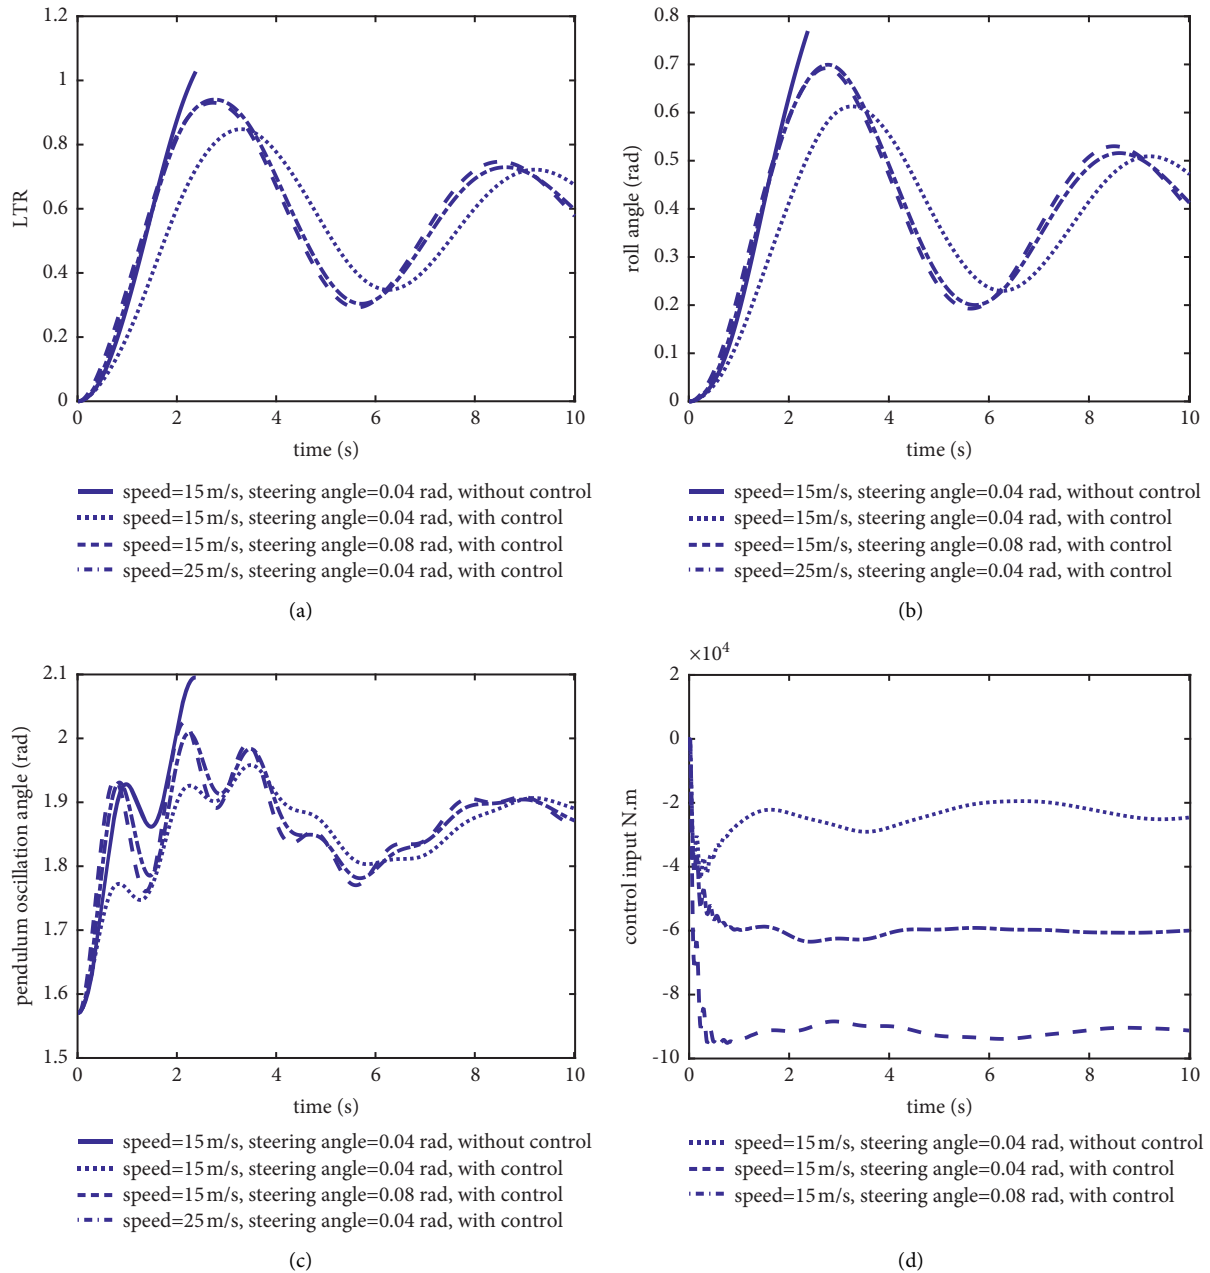 1.2
1
0.8
0.6
0.4
0.2
0
LTR
0 2 4 6 8 10
time (s)
speed=15 m/s, steering angle=0.04 rad, without control
speed=15 m/s, steering angle=0.04 rad, with control
speed=15 m/s, steering angle=0.08 rad, with control
speed=25 m/s, steering angle=0.04 rad, with control
(a)
0.8
0.7
0.6
0.5
0.4
0.3
0.2
0.1
0
roll angle (rad)
0 2 4 6 8 10
time (s)
speed=15m/s, steering angle=0.04 rad, without control
speed=15m/s, steering angle=0.04 rad, with control
speed=15m/s, steering angle=0.08 rad, with control
speed=25m/s, steering angle=0.04 rad, with control
(b)
2.1
2
1.9
1.8
1.7
1.6
1.5
pendulum oscillation angle (rad)
0 2 4 6 8 10
time (s)
speed=15 m/s, steering angle=0.04 rad, without control
speed=15 m/s, steering angle=0.04 rad, with control
speed=15 m/s, steering angle=0.08 rad, with control
speed=25 m/s, steering angle=0.04 rad, with control
(c)
×10⁴
2
0
-2
-4
-6
-8
-10
control input N.m
0 2 4 6 8 10
time (s)
speed=15 m/s, steering angle=0.04 rad, without control
speed=15 m/s, steering angle=0.04 rad, with control
speed=15 m/s, steering angle=0.08 rad, with control
(d)